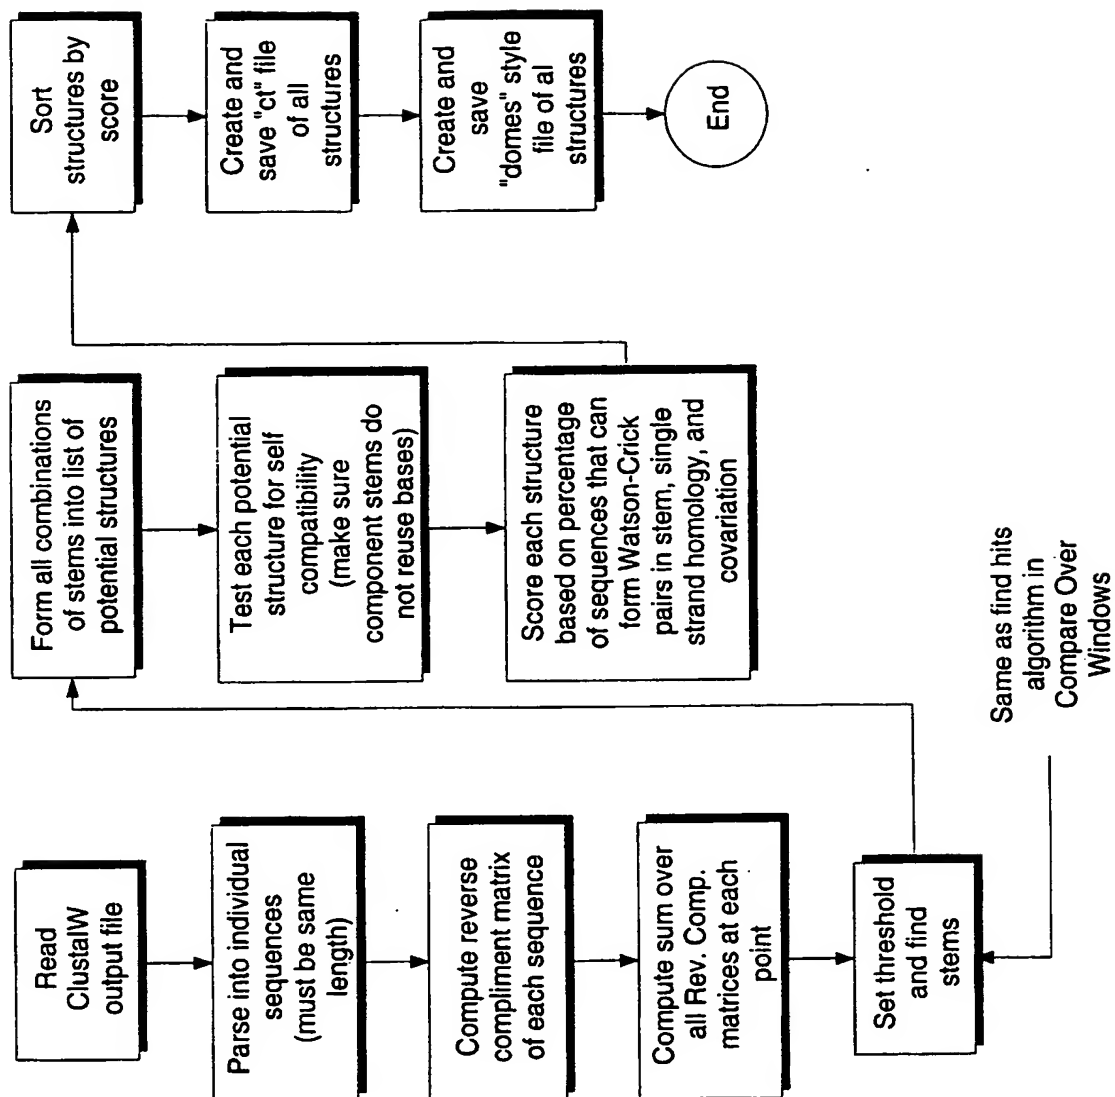 Read
ClustalW
output file
Parse into individual
sequences
(must be same
length)
Compute reverse
compliment matrix
of each sequence
Compute sum over
all Rev. Comp.
matrices at each
point
Set threshold
and find
stems
Same as find hits
algorithm in
Compare Over
Windows
Form all combinations
of stems into list of
potential structures
Test each potential
structure for self
compatibility
(make sure
component stems do
not reuse bases)
Score each structure
based on percentage
of sequences that can
form Watson-Crick
pairs in stem, single
strand homology, and
covariation
Sort
structures by
score
Create and
save "ct" file
of all
structures
Create and
save
"domes" style
file of al
structures
End